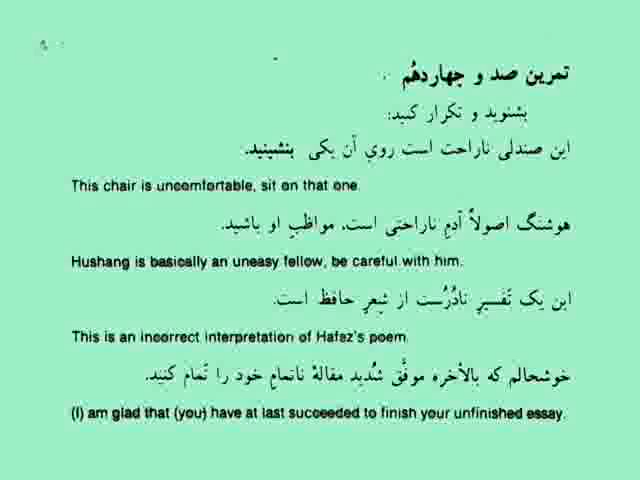 تمرین صد و چهاردهُم
بشنوید و تکرار کنید:
این صندلی ناراحت است رویِ آن یکی بنشینید.
This chair is uncomfortable, sit on that one.
هوشنگ اصولاً آدمِ ناراحتی است، مواظبِ او باشید.
Hushang is basically an uneasy fellow, be careful with him.
این یک تَفسیرِ نادُرُست از شِعرِ حافظ است.
This is an incorrect interpretation of Hafez's poem.
خوشحالم که بالأخره موفَّق شُدید مقالهٔ ناتمامِ خود را تَمام کنید.
(I) am glad that (you) have at last succeeded to finish your unfinished essay.